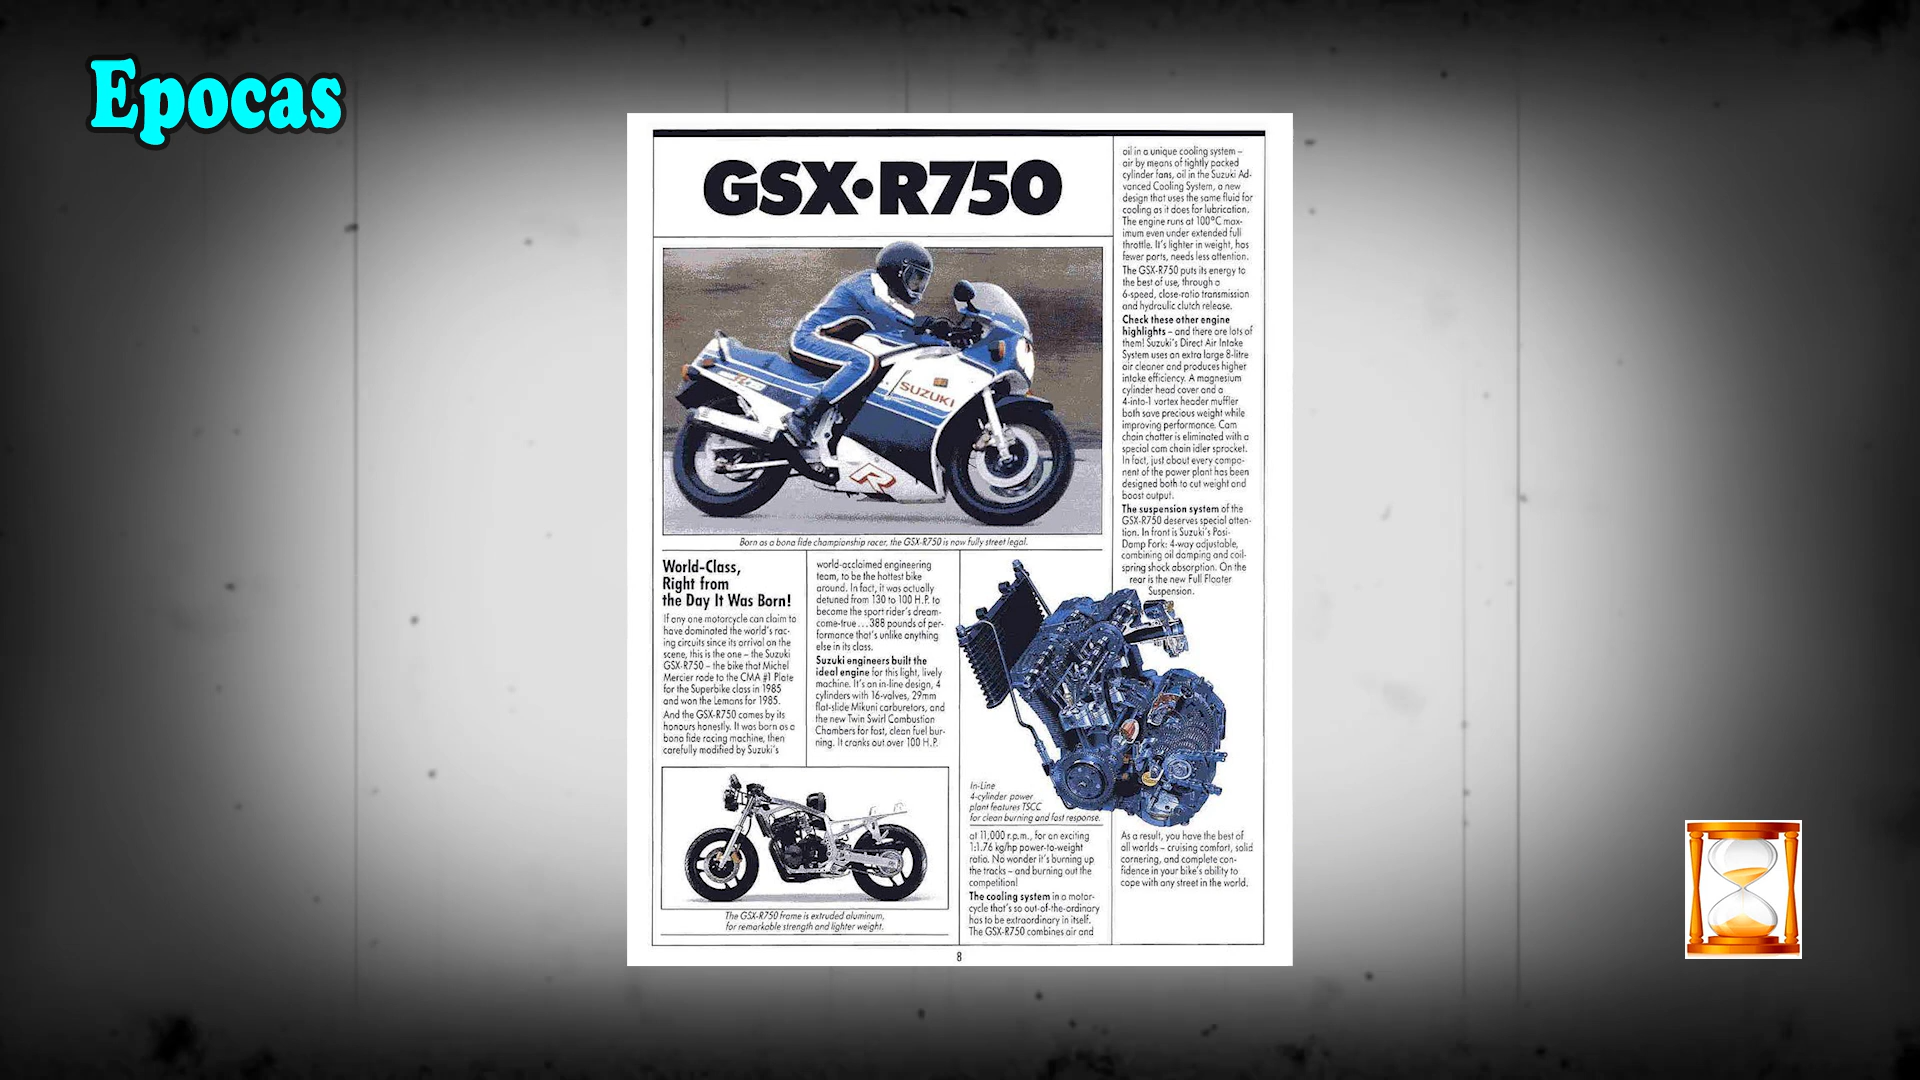 Epocas
GSX•R750
SUZUKI
R
Born as a bona fide championship racer, the GSX-R750 is now fully street legal.
World-Class,
Right from
the Day It Was Born!
If any one motorcycle can claim to
have dominated the world's rac-
ing circuits since its arrival on the
scene, this is the one – the Suzuki
GSX-R750 – the bike that Michel
Mercier rode to the CMA #1 Plate
for the Superbike class in 1985
and won the Lemans for 1985.
And the GSX-R750 comes by its
honours honestly. It was born as a
bona fide racing machine, then
carefully modified by Suzuki's
world-acclaimed engineering
team, to be the hottest bike
around. In fact, it was actually
detuned from 130 to 100 H.P. to
become the sport rider's dream-
come-true...388 pounds of per-
formance that's unlike anything
else in its class.
Suzuki engineers built the
ideal engine for this light, lively
machine. It's an in-line design, 4
cylinders with 16-valves, 29mm
flat-slide Mikuni carburetors, and
the new Twin Swirl Combustion
Chambers for fast, clean fuel bur-
ning. It cranks out over 100 H.P.
The GSX-R750 frame is extruded aluminum,
for remarkable strength and lighter weight.
In-Line
4-cylinder power
plant features TSCC
for clean burning and fast response.
at 11,000 r.p.m., for an exciting
1:1.76 kg/hp power-to-weight
ratio. No wonder it's burning up
the tracks – and burning out the
competition!
The cooling system in a motor-
cycle that's so out-of-the-ordinary
has to be extraordinary in itself.
The GSX-R750 combines air and
oil in a unique cooling system –
air by means of tightly packed
cylinder fans, oil in the Suzuki Ad-
vanced Cooling System, a new
design that uses the same fluid for
cooling as it does for lubrication.
The engine runs at 100°C max-
imum even under extended full
throttle. It's lighter in weight, has
fewer parts, needs less attention.
The GSX-R750 puts its energy to
the best of use, through a
6-speed, close-ratio transmission
and hydraulic clutch release.
Check these other engine
highlights – and there are lots of
them! Suzuki's Direct Air Intake
System uses an extra large 8-litre
air cleaner and produces higher
intake efficiency. A magnesium
cylinder head cover and a
4-into-1 vortex header muffler
both save precious weight while
improving performance. Cam
chain chatter is eliminated with a
special cam chain idler sprocket.
In fact, just about every compo-
nent of the power plant has been
designed both to cut weight and
boost output.
The suspension system of the
GSX-R750 deserves special atten-
tion. In front is Suzuki's Posi-
Damp Fork: 4-way adjustable,
combining oil damping and coil-
spring shock absorption. On the
rear is the new Full Floater
Suspension.
As a result, you have the best of
all worlds – cruising comfort, solid
cornering, and complete con-
fidence in your bike's ability to
cope with any street in the world.
8